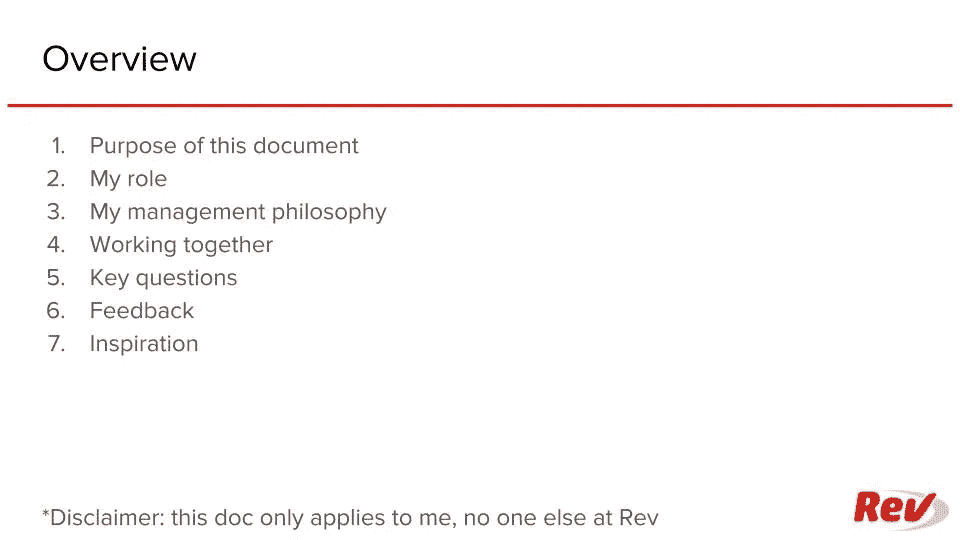 Overview
1. Purpose of this document
2. My role
3. My management philosophy
4. Working together
5. Key questions
6. Feedback
7. Inspiration
*Disclaimer: this doc only applies to me, no one else at Rev
Rev